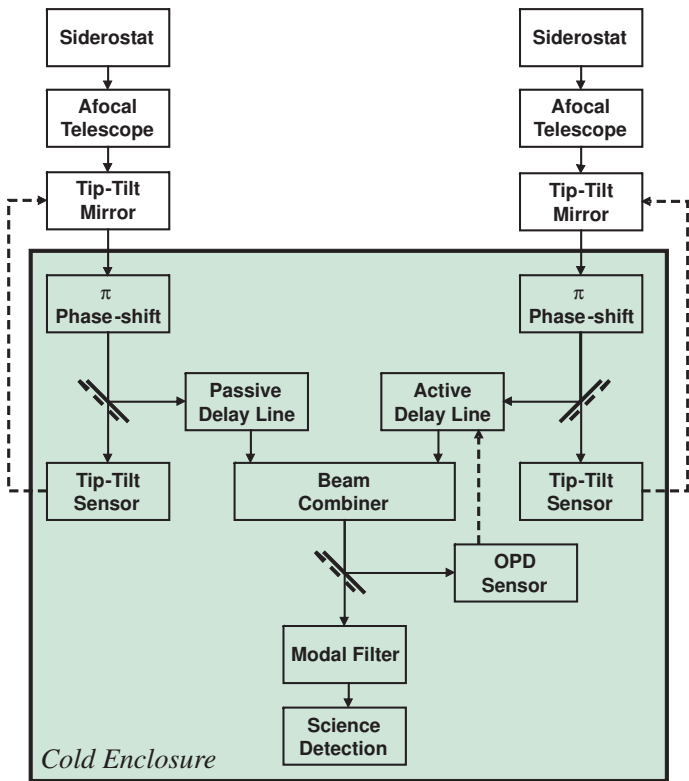 Siderostat
Siderostat
Afocal
Telescope
Afocal
Telescope
Tip-Tilt
Mirror
Tip-Tilt
Mirror
π
Phase-shift
π
Phase-shift
Passive
Delay Line
Active
Delay Line
Tip-Tilt
Sensor
Beam
Combiner
Tip-Tilt
Sensor
OPD
Sensor
Modal Filter
Science
Detection
Cold Enclosure